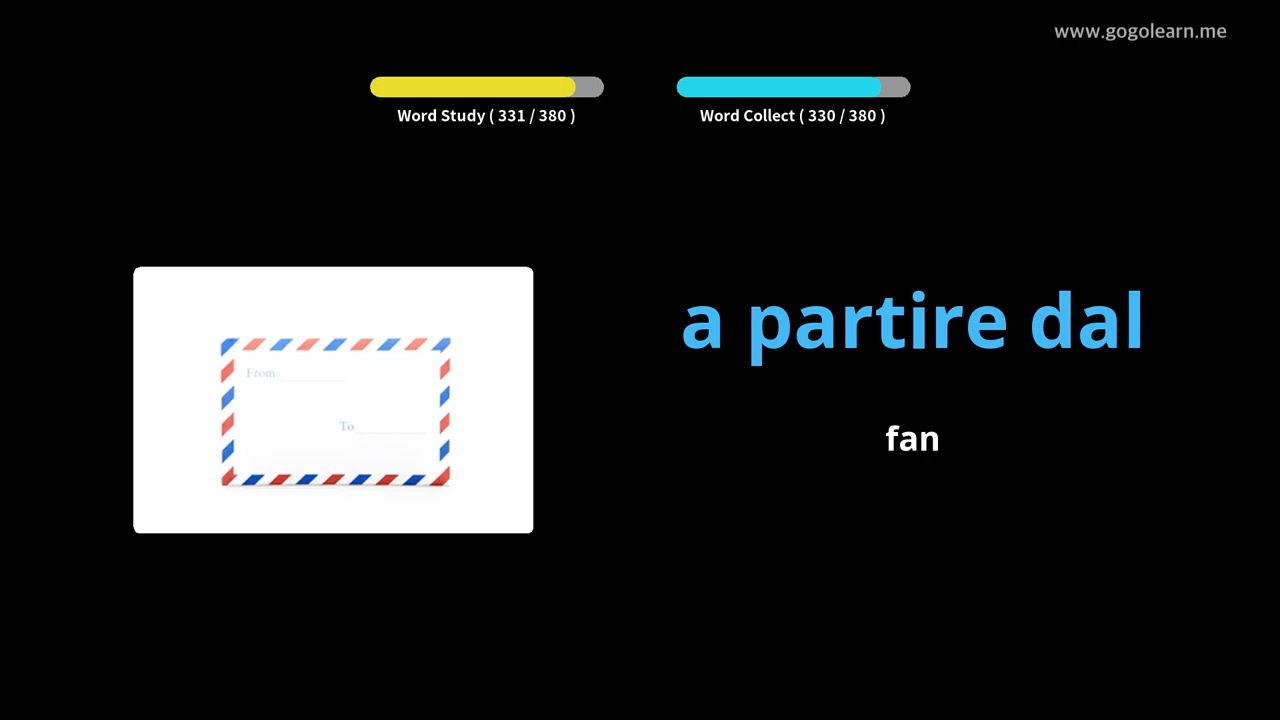 www.gogolearn.me
Word Study ( 331 / 380 )
Word Collect ( 330 / 380 )
a partire dal
From
To
fan